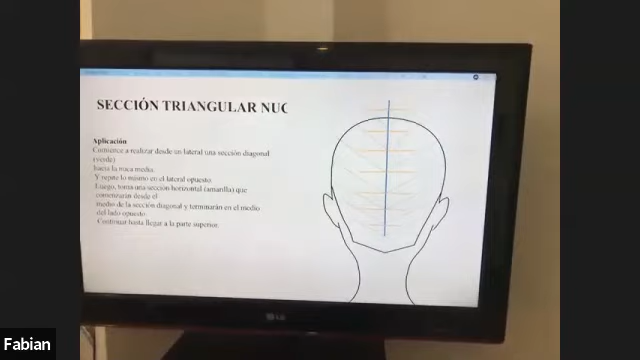 SECCIÓN TRIANGULAR NUC
Aplicación
Comience a realizar desde un lateral una sección diagonal
(verde)
hacia la nuca media.
Y repite lo mismo en el lateral opuesto.
Luego, toma una sección horizontal (amarilla) que
comenzarán desde el
medio de la sección diagonal y terminarán en el medio
del lado opuesto.
Continuar hasta llegar a la parte superior.
LG
Fabian